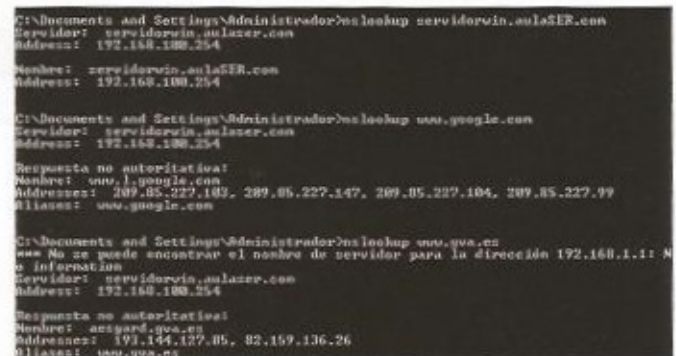 C:\Documents and Settings\Administrador>nslookup servidorwin.aulaSER.com
Servidor: servidorwin.aulaser.com
Address: 192.168.100.254
Nombre: servidorwin.aulaSER.com
Address: 192.168.100.254
C:\Documents and Settings\Administrador>nslookup www.google.com
Servidor: servidorwin.aulaser.com
Address: 192.168.100.254
Respuesta no autoritativa:
Nombre: www.l.google.com
Addresses: 209.85.227.103, 209.85.227.147, 209.85.227.104, 209.85.227.99
Aliases: www.google.com
C:\Documents and Settings\Administrador>nslookup www.gva.es
*** No se puede encontrar el nombre de servidor para la dirección 192.168.1.1: N
o information
Servidor: servidorwin.aulaser.com
Address: 192.168.100.254
Respuesta no autoritativa:
Nombre: aesgard.gva.es
Addresses: 193.144.127.85, 82.159.136.26
Aliases: www.gva.es